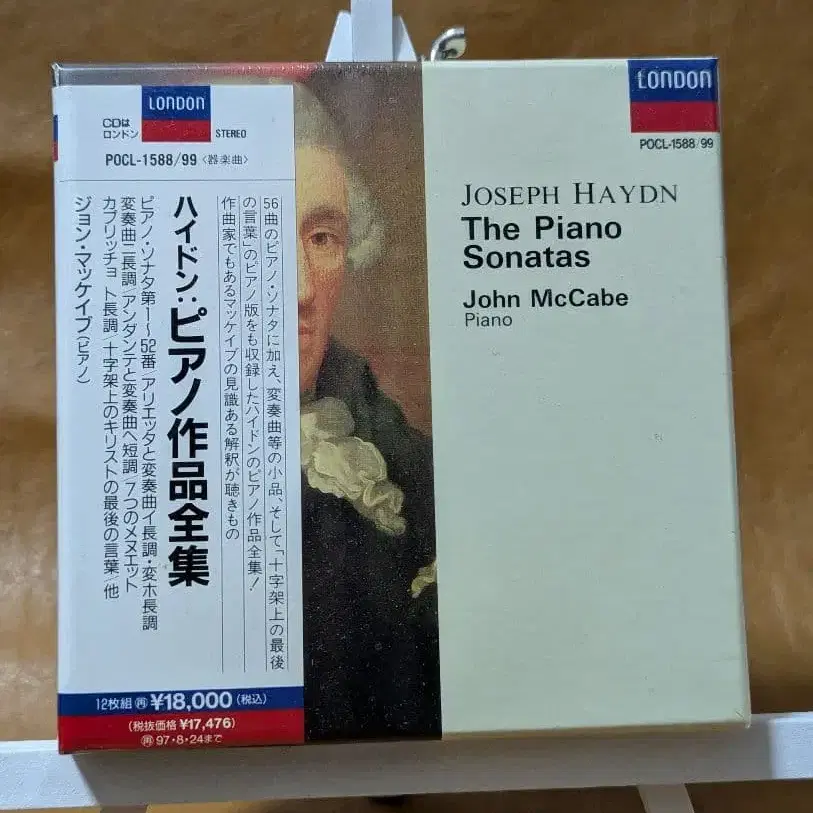 LONDON
CDは
ロンドン
STEREO
POCL-1588/99〈器楽曲〉
56曲のピアノ・ソナタに加え、変奏曲等の小品、そして「十字架上の最後
の言葉」のピアノ版をも収録したハイドンのピアノ作品全集!
作曲家でもあるマッケイブの見識ある解釈が聴きもの
ハイドン:ピアノ作品全集
ピアノ・ソナタ第1〜52番/アリエッタと変奏曲イ長調・変ホ長調
変奏曲ニ長調/アンダンテと変奏曲ヘ短調/7つのメヌエット
カプリッチョ ト長調/十字架上のキリストの最後の言葉/他
ジョン・マッケイブ(ピアノ)
12枚組 ㊢ ¥18,000(税込)
(税抜価格 ¥17,476)
㊢ 97・8・24まで
LONDON
POCL-1588/99
JOSEPH HAYDN
The Piano
Sonatas
John McCabe
Piano